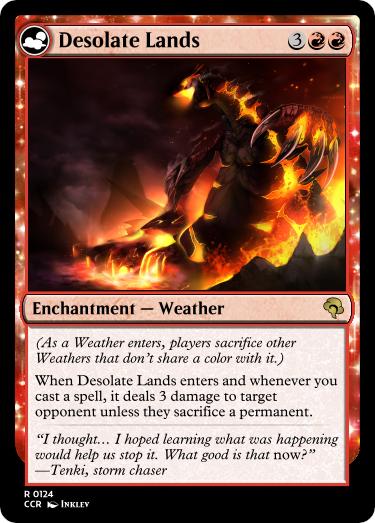 Desolate Lands 3
Enchantment — Weather
(As a Weather enters, players sacrifice other
Weathers that don't share a color with it.)
When Desolate Lands enters and whenever you
cast a spell, it deals 3 damage to target
opponent unless they sacrifice a permanent.
“I thought… I hoped learning what was happening
would help us stop it. What good is that now?”
—Tenki, storm chaser
R 0124
CCR Inklev